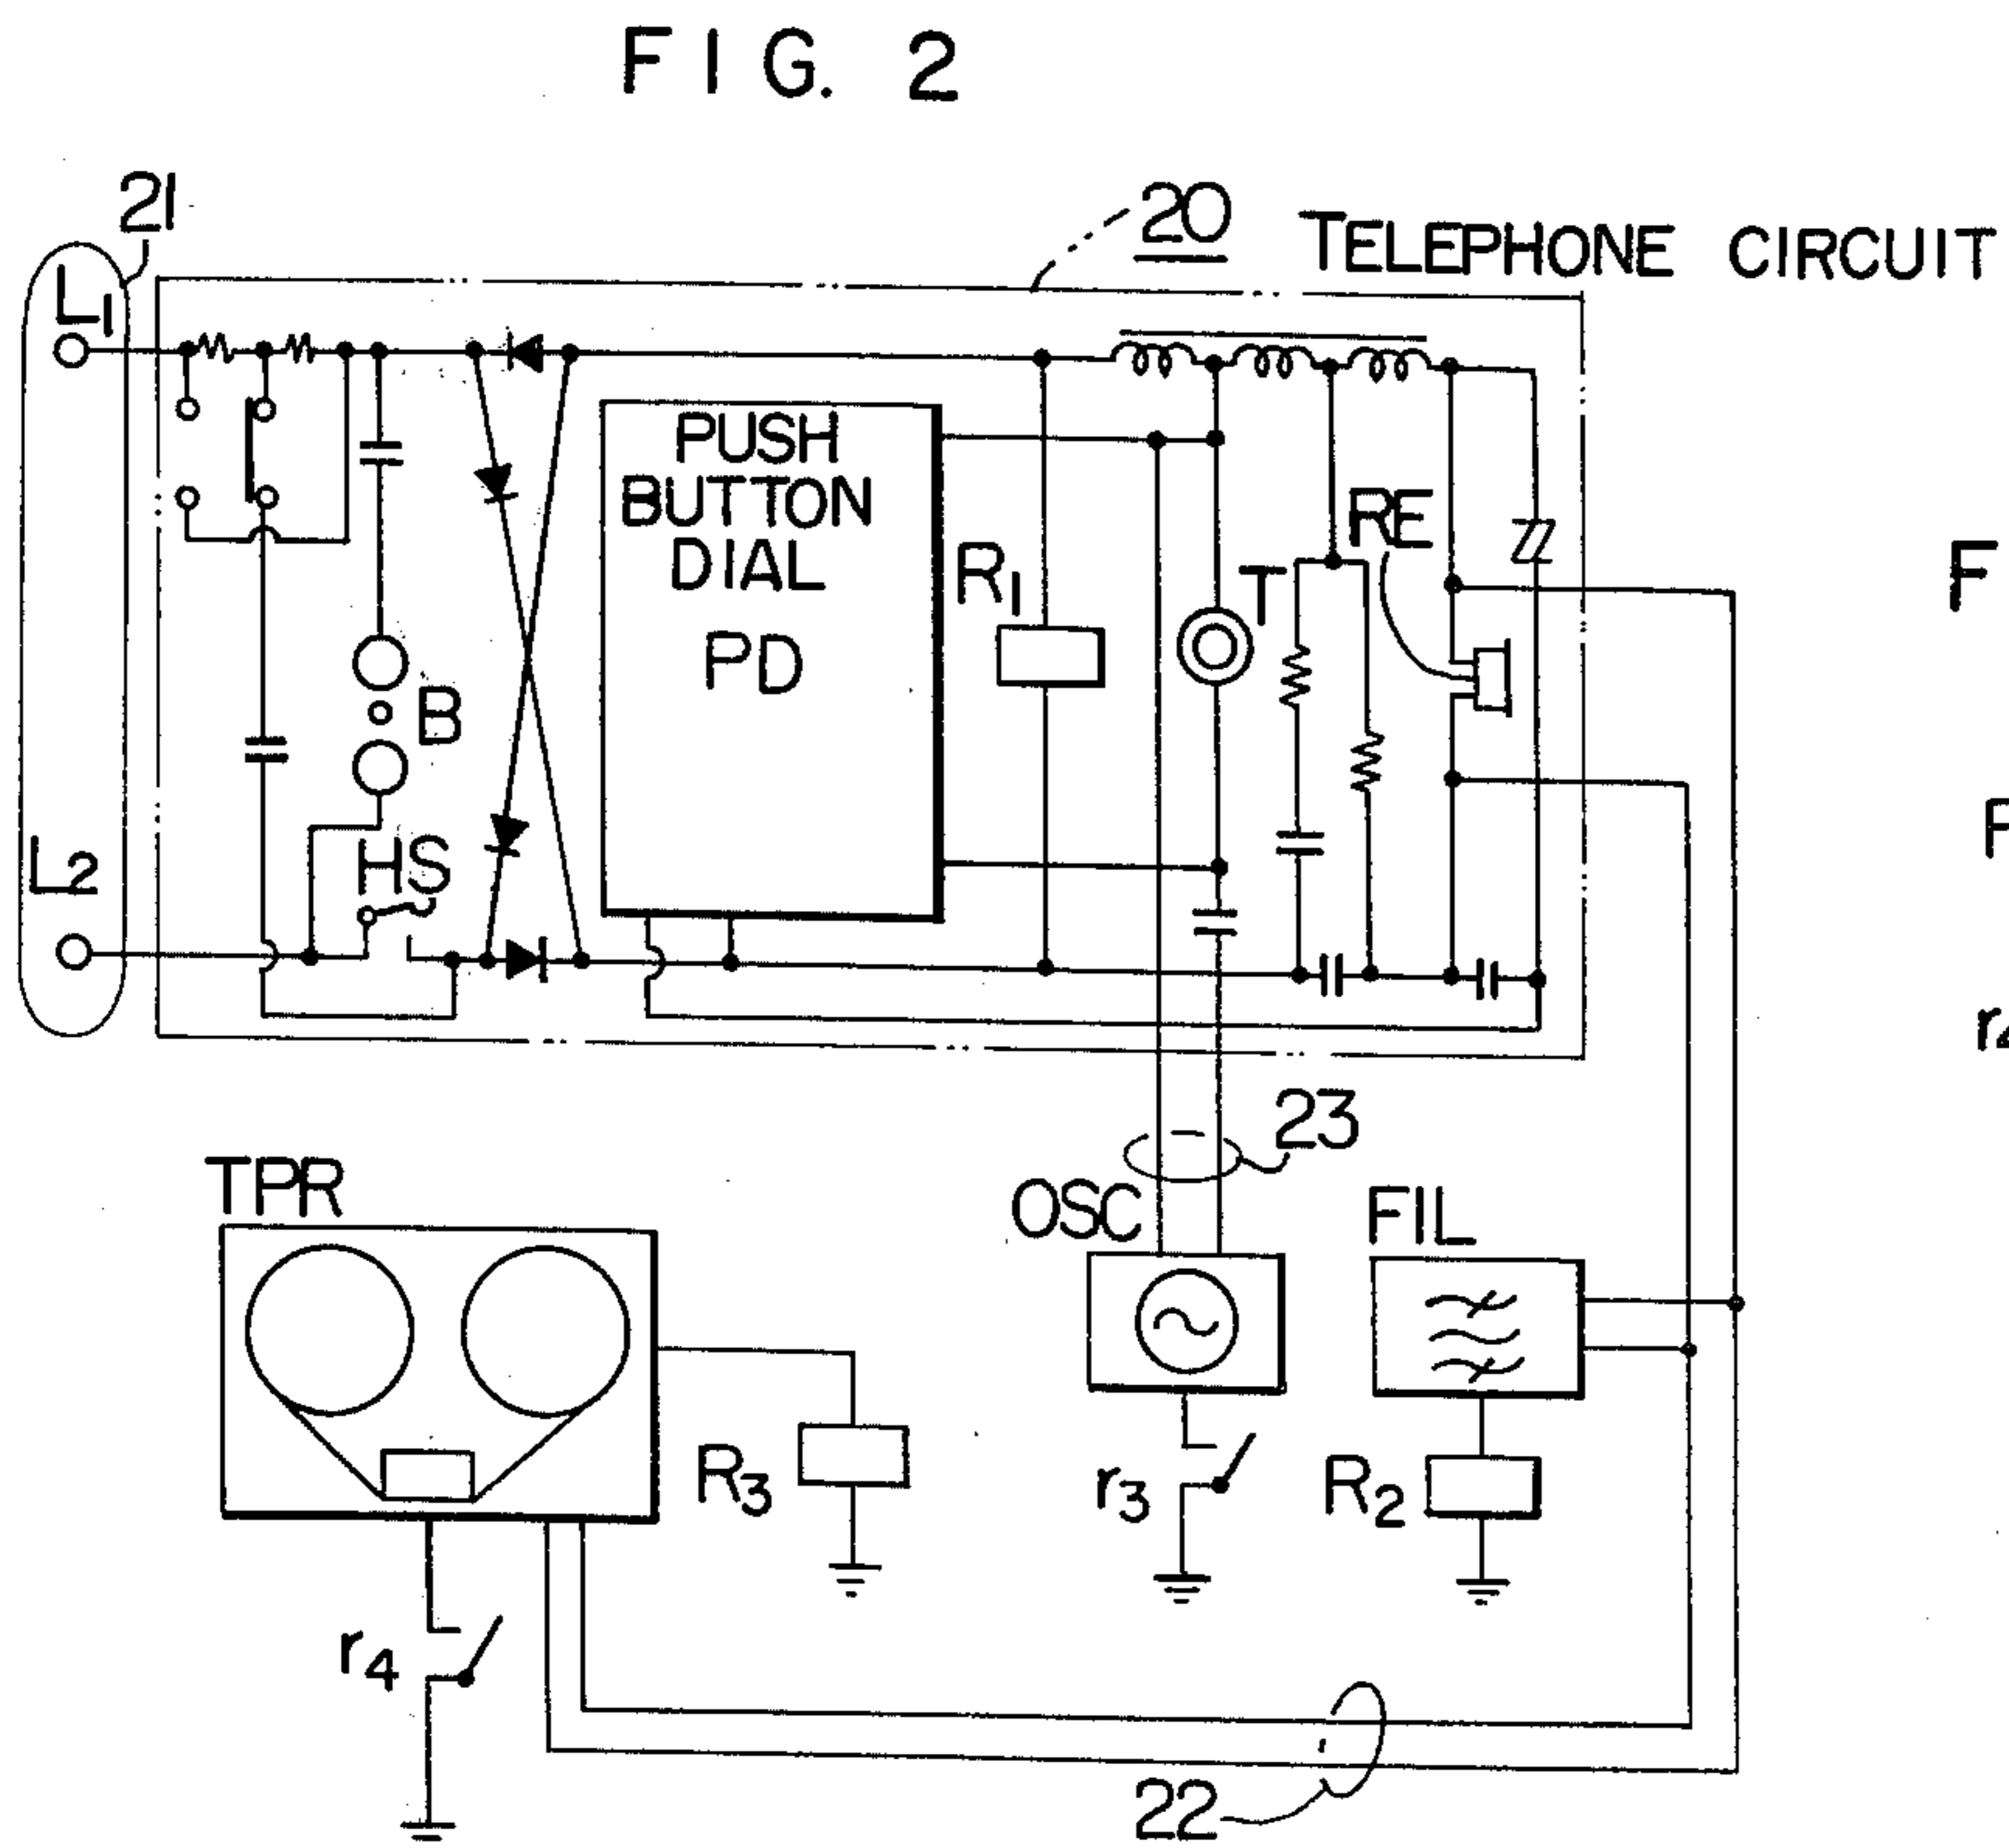 FIG. 2
21
20
TELEPHONE CIRCUIT
L1
PUSH
BUTTON
DIAL
PD
R1
T
RE
B
HS
L2
23
TPR
OSC
FIL
R3
r3
R2
r4
22
F